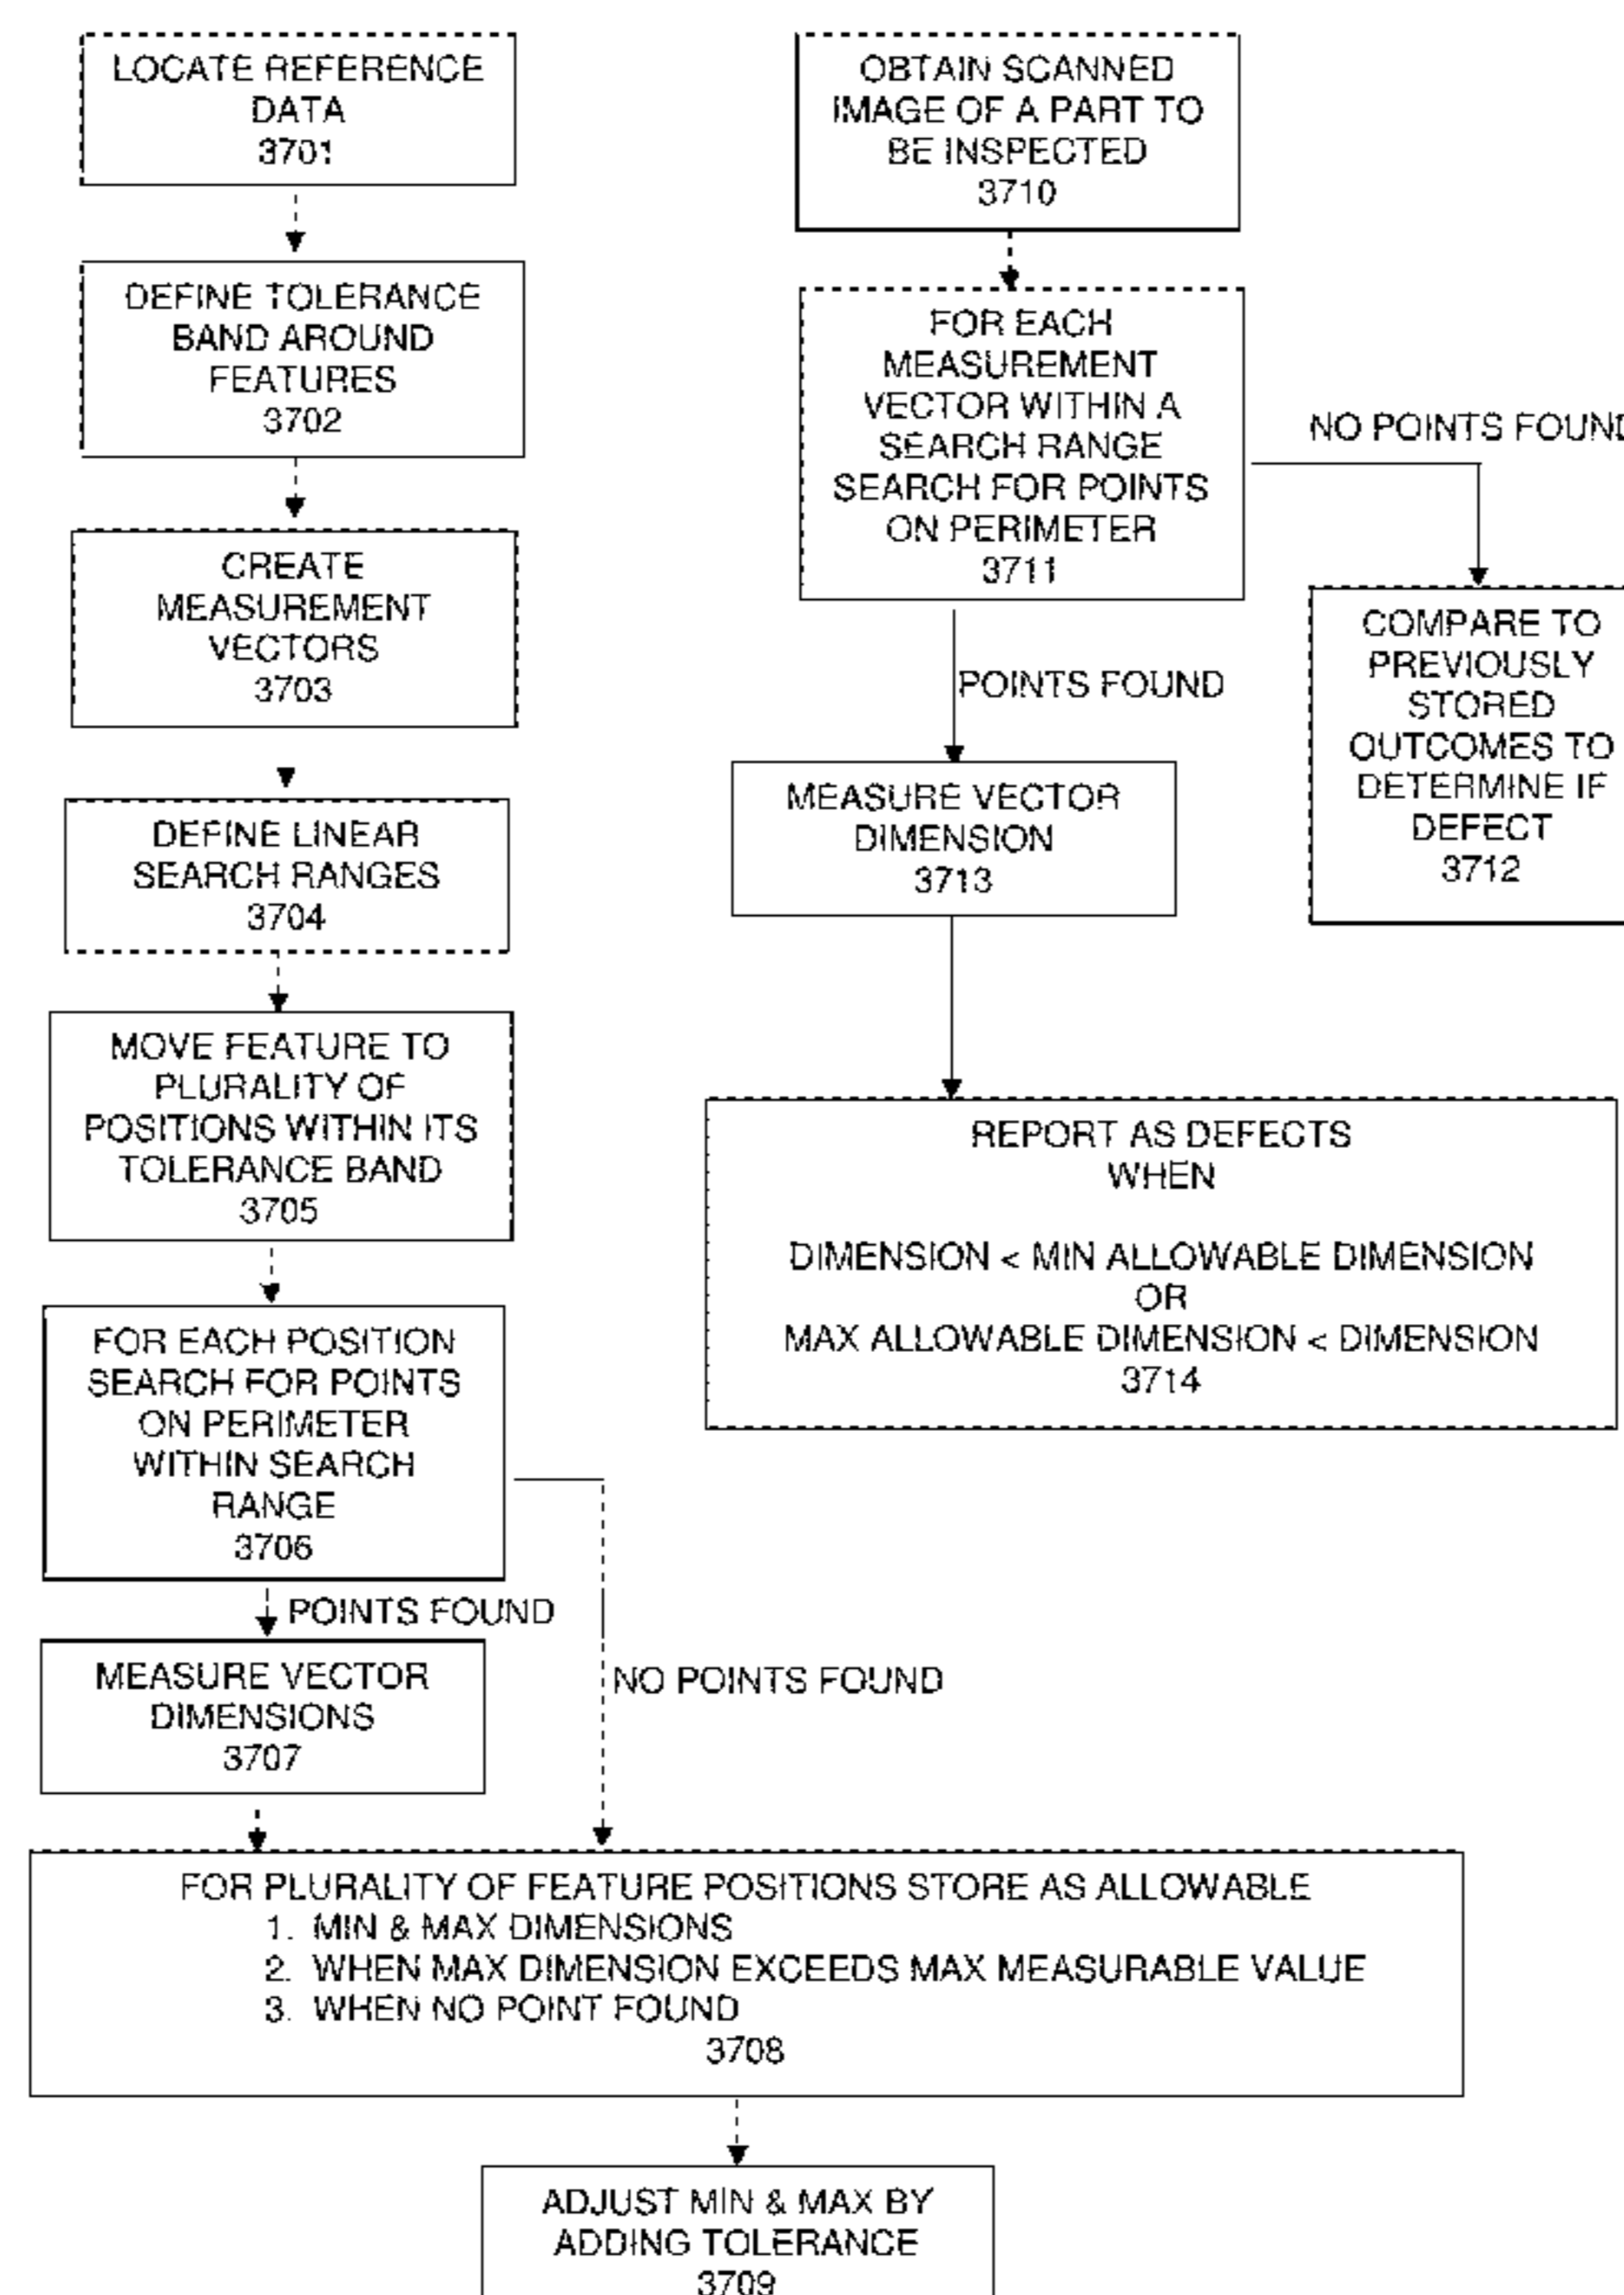 LOCATE REFERENCE
DATA
3701
DEFINE TOLERANCE
BAND AROUND
FEATURES
3702
CREATE
MEASUREMENT
VECTORS
3703
DEFINE LINEAR
SEARCH RANGES
3704
MOVE FEATURE TO
PLURALITY OF
POSITIONS WITHIN ITS
TOLERANCE BAND
3705
FOR EACH POSITION
SEARCH FOR POINTS
ON PERIMETER
WITHIN SEARCH
RANGE
3706
POINTS FOUND
NO POINTS FOUND
MEASURE VECTOR
DIMENSIONS
3707
FOR PLURALITY OF FEATURE POSITIONS STORE AS ALLOWABLE
1. MIN & MAX DIMENSIONS
2. WHEN MAX DIMENSION EXCEEDS MAX MEASURABLE VALUE
3. WHEN NO POINT FOUND
3708
ADJUST MIN & MAX BY
ADDING TOLERANCE
3709
OBTAIN SCANNED
IMAGE OF A PART TO
BE INSPECTED
3710
FOR EACH
MEASUREMENT
VECTOR WITHIN A
SEARCH RANGE
SEARCH FOR POINTS
ON PERIMETER
3711
NO POINTS FOUND
COMPARE TO
PREVIOUSLY
STORED
OUTCOMES TO
DETERMINE IF
DEFECT
3712
POINTS FOUND
MEASURE VECTOR
DIMENSION
3713
REPORT AS DEFECTS
WHEN
DIMENSION < MIN ALLOWABLE DIMENSION
OR
MAX ALLOWABLE DIMENSION < DIMENSION
3714